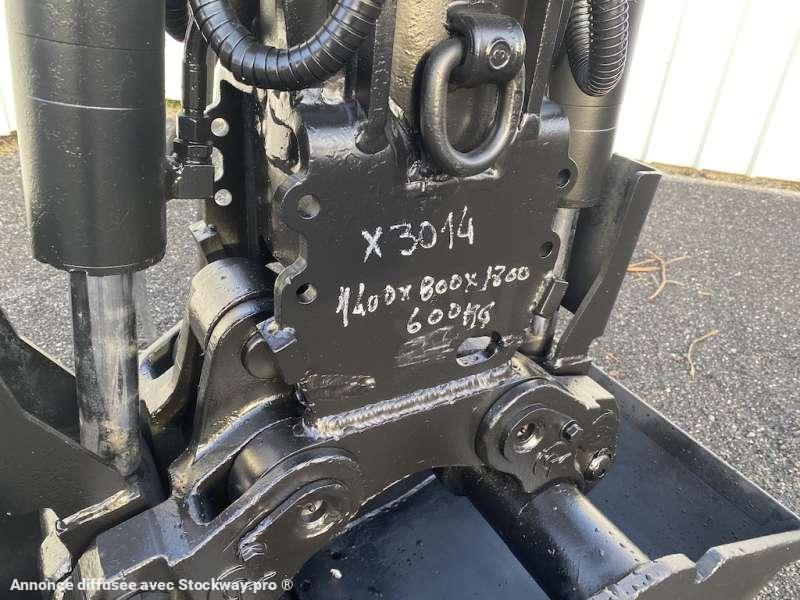 X3014
1400x800x1800
600KG
Annonce diffusée avec Stockway.pro ®